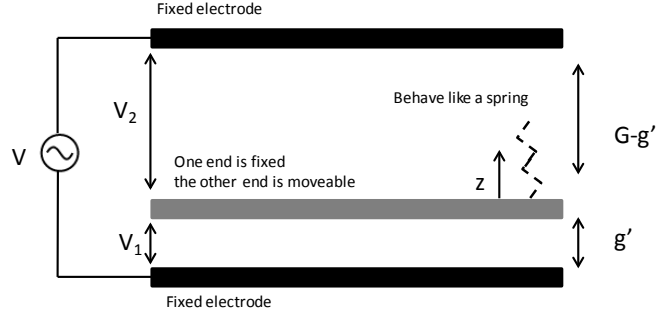 Fixed electrode
V₂
Behave like a spring
G-g’
V
One end is fixed
the other end is moveable
z
V₁
g’
Fixed electrode